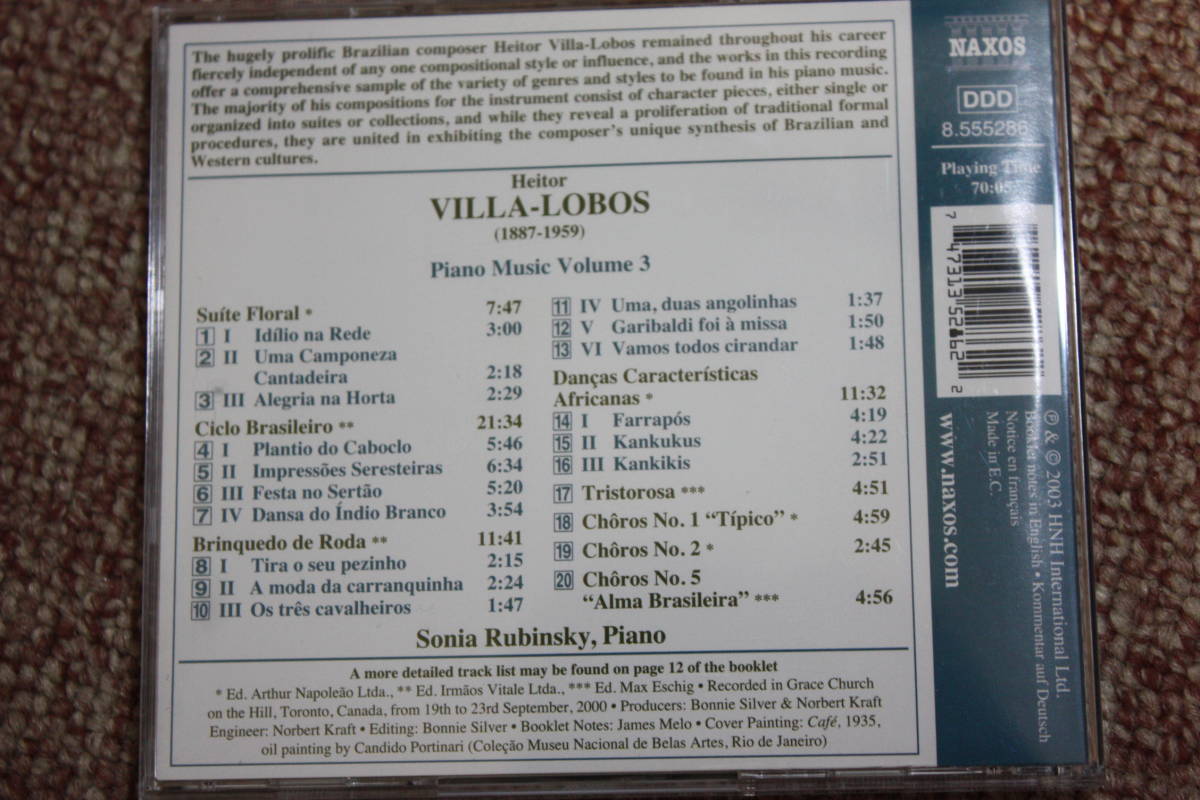 The hugely prolific Brazilian composer Heitor Villa-Lobos remained throughout his career
fiercely independent of any one compositional style or influence, and the works in this recording
offer a comprehensive sample of the variety of genres and styles to be found in his piano music.
The majority of his compositions for the instrument consist of character pieces, either single or
organized into suites or collections, and while they reveal a proliferation of traditional formal
procedures, they are united in exhibiting the composer's unique synthesis of Brazilian and
Western cultures.
Heitor
VILLA-LOBOS
(1887-1959)
Piano Music Volume 3
Suíte Floral * 7:47
1 I Idílio na Rede 3:00
2 II Uma Camponeza
Cantadeira 2:18
3 III Alegria na Horta 2:29
Ciclo Brasileiro ** 21:34
4 I Plantio do Caboclo 5:46
5 II Impressões Seresteiras 6:34
6 III Festa no Sertão 5:20
7 IV Dansa do Índio Branco 3:54
Brinquedo de Roda ** 11:41
8 I Tira o seu pezinho 2:15
9 II A moda da carranquinha 2:24
10 III Os três cavalheiros 1:47
11 IV Uma, duas angolinhas 1:37
12 V Garibaldi foi à missa 1:50
13 VI Vamos todos cirandar 1:48
Danças Características
Africanas * 11:32
14 I Farrapós 4:19
15 II Kankukus 4:22
16 III Kankikis 2:51
17 Tristorosa *** 4:51
18 Chôros No. 1 “Típico” * 4:59
19 Chôros No. 2 * 2:45
20 Chôros No. 5
“Alma Brasileira” *** 4:56
Sonia Rubinsky, Piano
A more detailed track list may be found on page 12 of the booklet
* Ed. Arthur Napoleão Ltda., ** Ed. Irmãos Vitale Ltda., *** Ed. Max Eschig • Recorded in Grace Church
on the Hill, Toronto, Canada, from 19th to 23rd September, 2000 • Producers: Bonnie Silver & Norbert Kraft
Engineer: Norbert Kraft • Editing: Bonnie Silver • Booklet Notes: James Melo • Cover Painting: Café, 1935,
oil painting by Candido Portinari (Coleção Museu Nacional de Belas Artes, Rio de Janeiro)
NAXOS
DDD
8.555286
Playing Time
70:05
7 47313 52862 2
www.naxos.com
℗ & © 2003 HNH International Ltd.
Booklet notes in English • Kommentar auf Deutsch
Notice en français
Made in E.C.